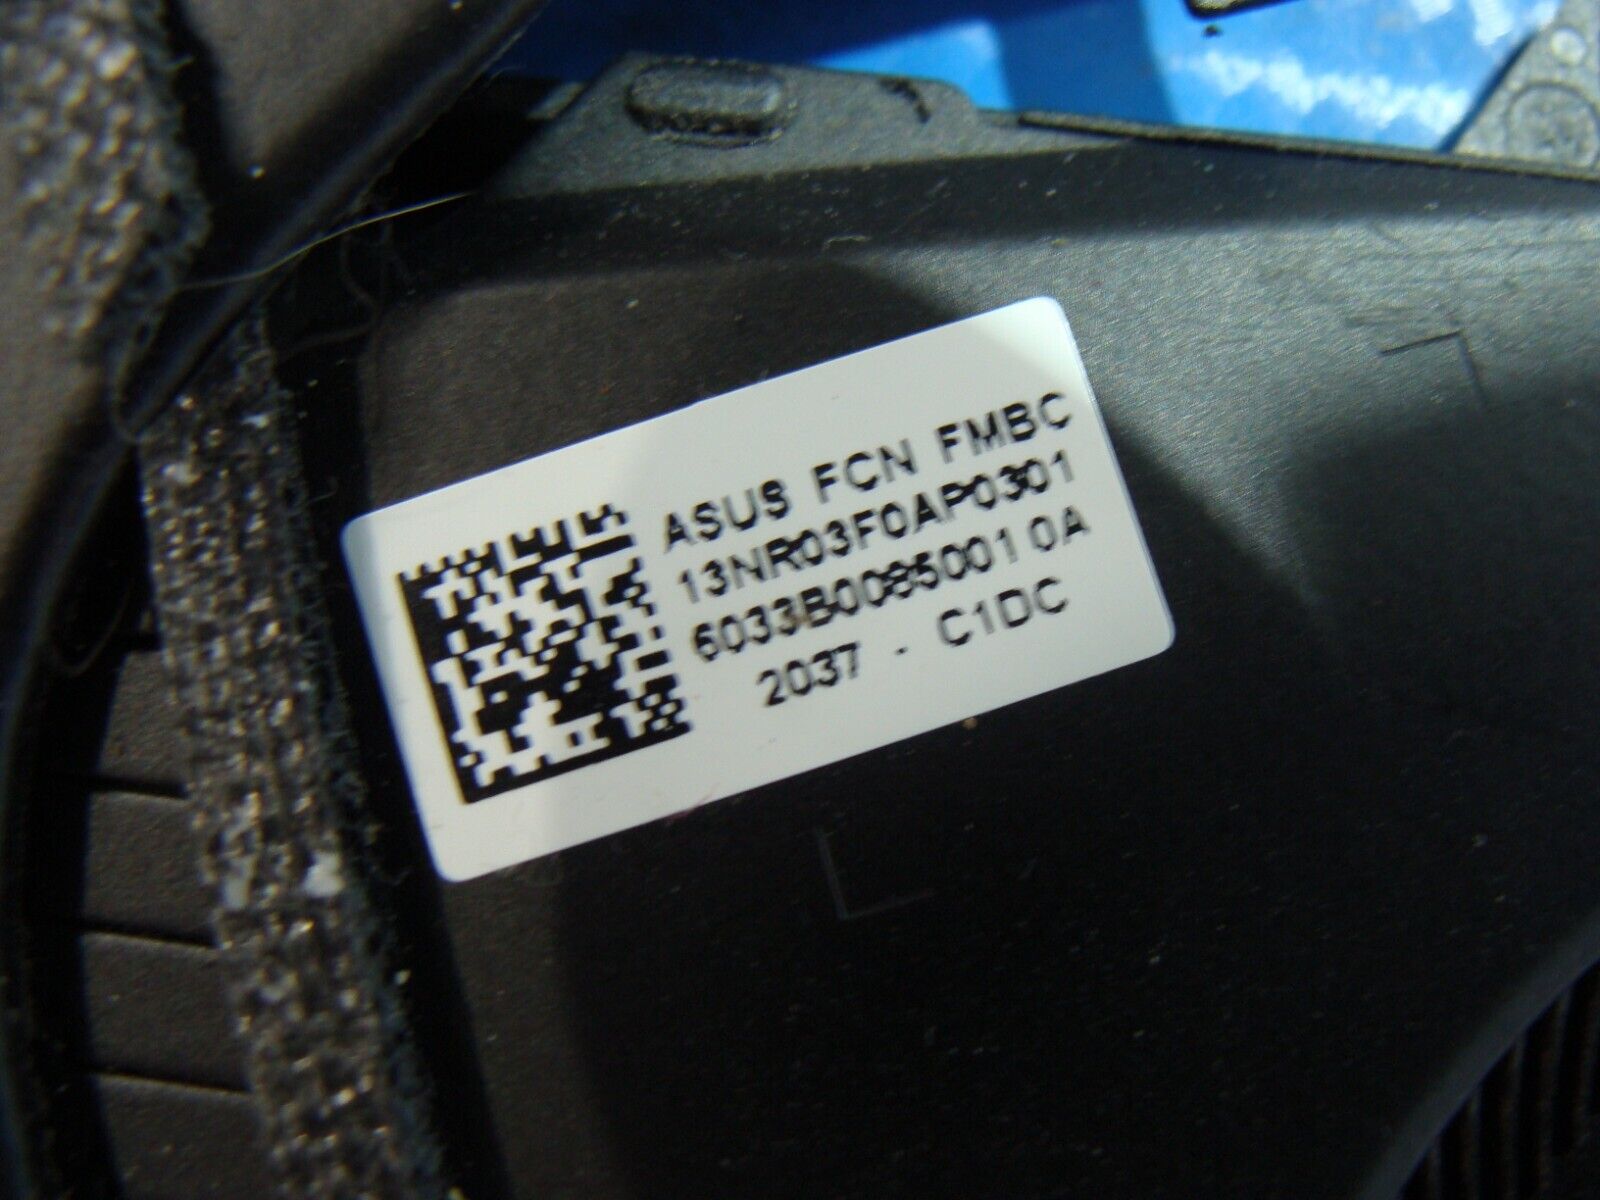 ASUS FCN FMBC
13NR03F0AP0301
6033B0085001 0A
2037 - C1DC